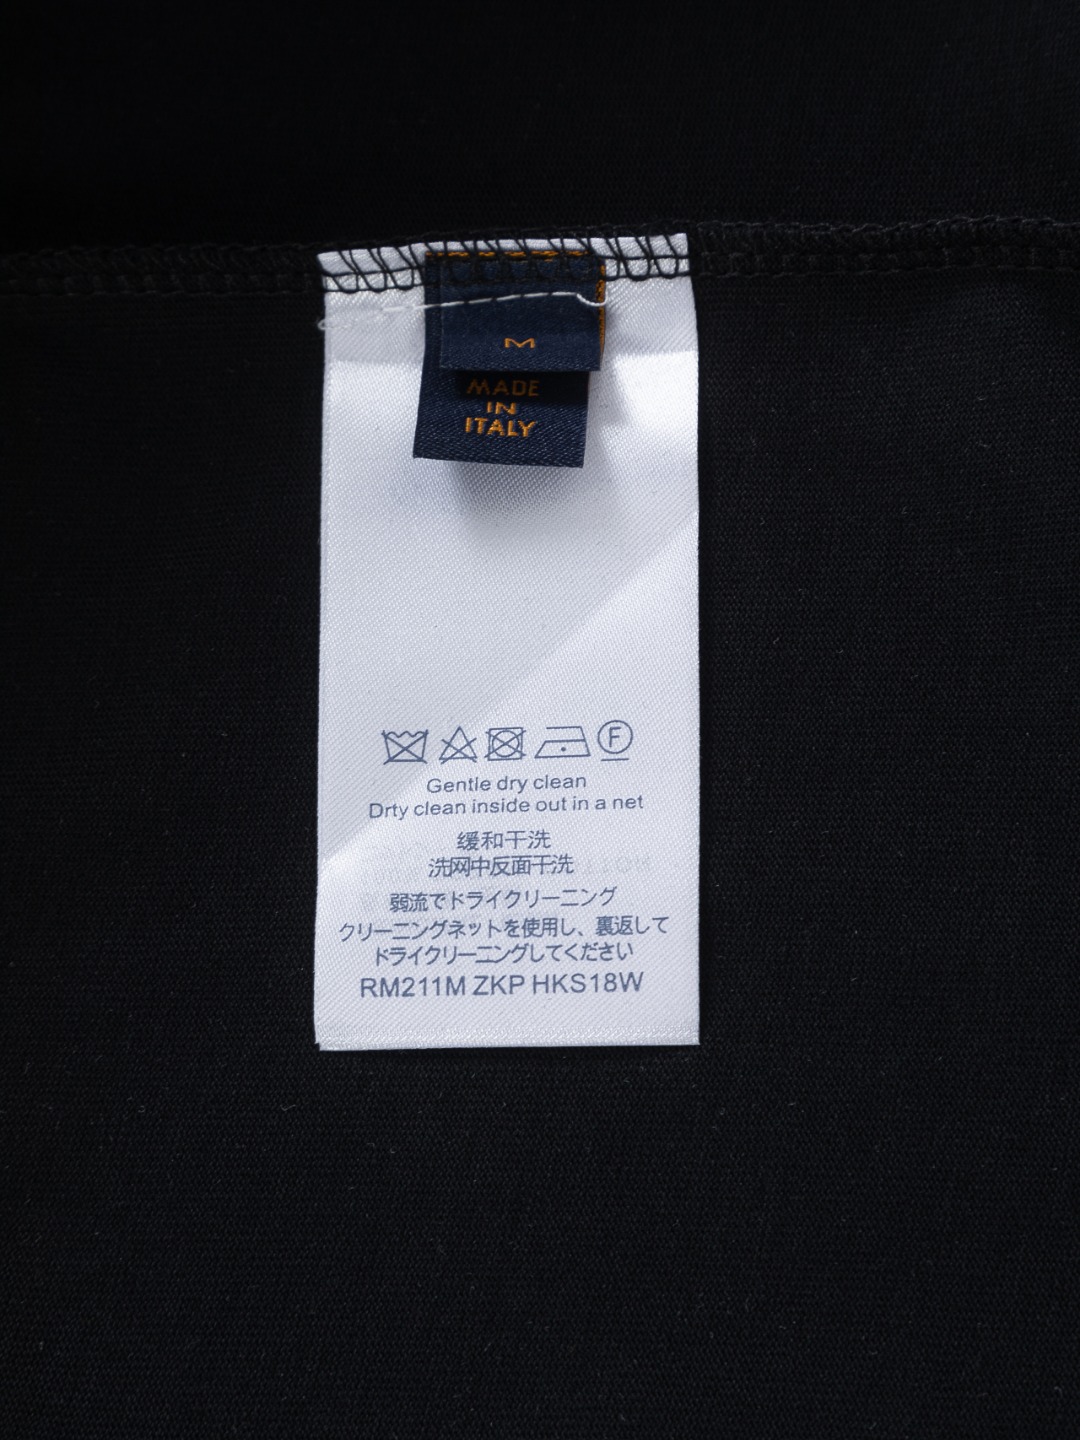 M
MADE
IN
ITALY
F
Gentle dry clean
Drty clean inside out in a net
缓和干洗
洗网中反面干洗
弱流でドライクリーニング
クリーニングネットを使用し、裏返して
ドライクリーニングしてください
RM211M ZKP HKS18W